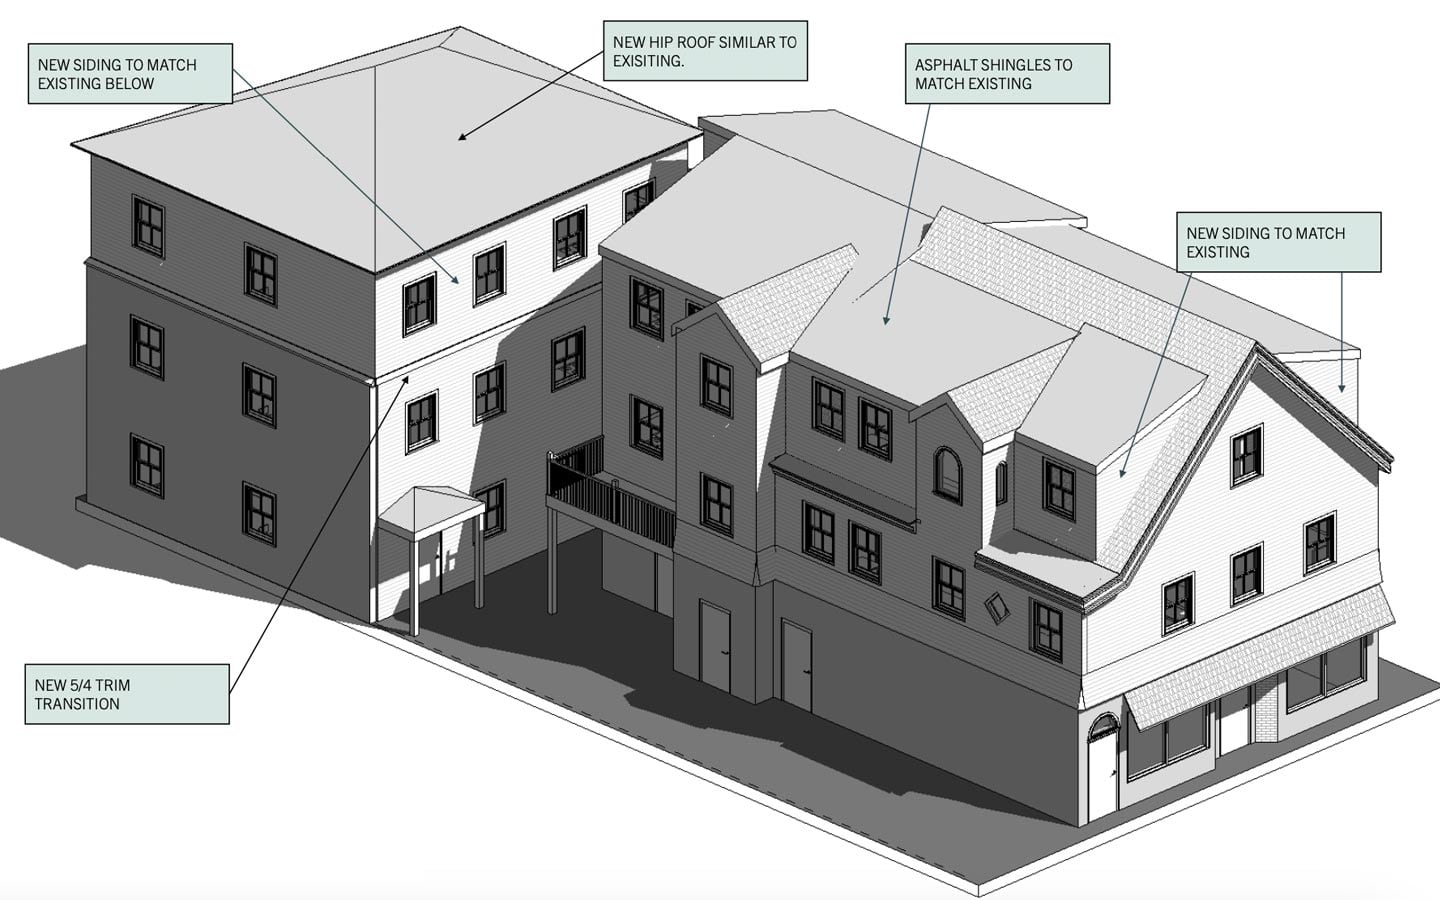 NEW SIDING TO MATCH
EXISTING BELOW
NEW HIP ROOF SIMILAR TO
EXISITING.
ASPHALT SHINGLES TO
MATCH EXISTING
NEW SIDING TO MATCH
EXISTING
NEW 5/4 TRIM
TRANSITION